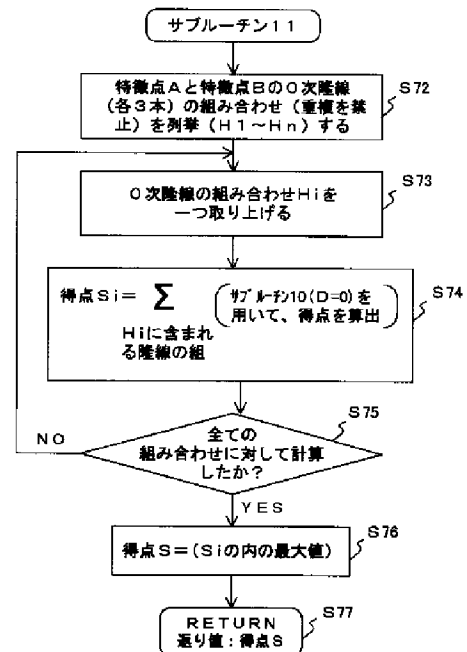 サブルーチン11
特徴点Aと特徴点Bの0次隆線
(各3本)の組み合わせ(重複を禁
止)を列挙(H1〜Hn)する
S72
0次隆線の組み合わせHiを
一つ取り上げる
S73
得点Si= Σ (サブルーチン10(D=0)を
用いて、得点を算出)
Hiに含まれ
る隆線の組
S74
全ての
組み合わせに対して計算
したか?
S75
NO
YES
得点S=(Siの内の最大値)
S76
RETURN
返り値:得点S
S77